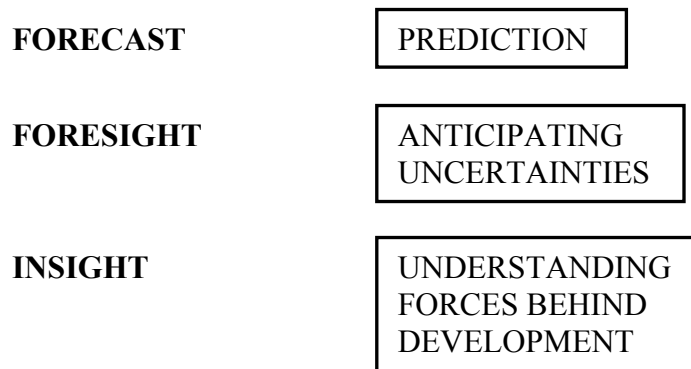 FORECAST PREDICTION
FORESIGHT ANTICIPATING
UNCERTAINTIES
INSIGHT UNDERSTANDING
FORCES BEHIND
DEVELOPMENT